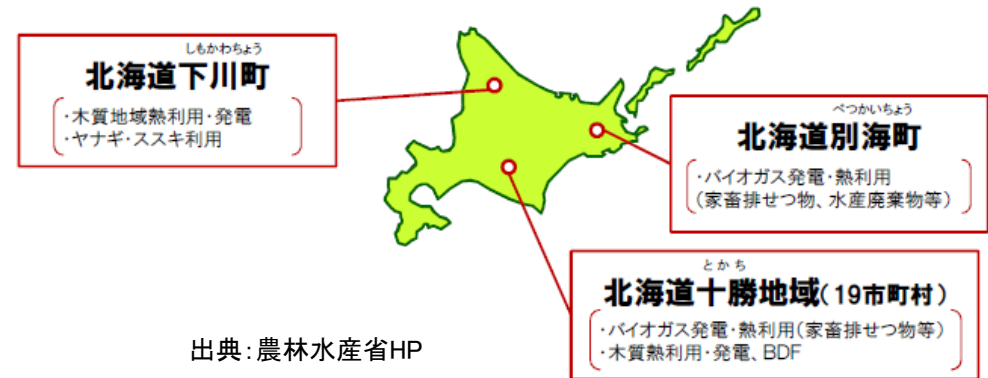 しもかわちょう
北海道下川町
・木質地域熱利用・発電
・ヤナギ・ススキ利用
べつかいちょう
北海道別海町
・バイオガス発電・熱利用
(家畜排せつ物、水産廃棄物等)
とかち
北海道十勝地域(19市町村)
・バイオガス発電・熱利用(家畜排せつ物等)
・木質熱利用・発電、BDF
出典:農林水産省HP